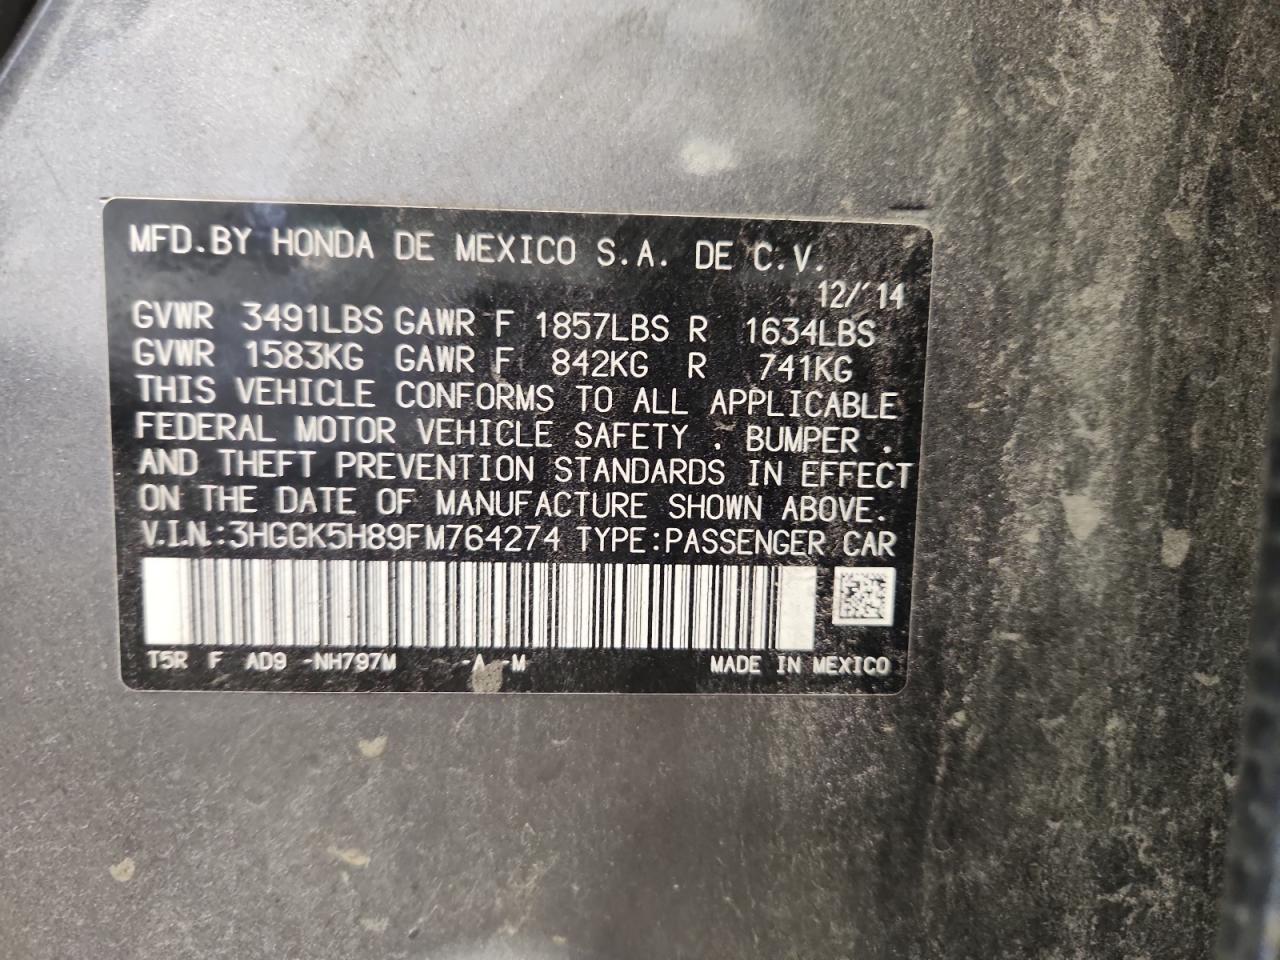 MFD.BY HONDA DE MEXICO S.A. DE C.V.
12/'14
GVWR 3491LBS GAWR F 1857LBS R 1634LBS
GVWR 1583KG GAWR F 842KG R 741KG
THIS VEHICLE CONFORMS TO ALL APPLICABLE
FEDERAL MOTOR VEHICLE SAFETY , BUMPER ,
AND THEFT PREVENTION STANDARDS IN EFFECT
ON THE DATE OF MANUFACTURE SHOWN ABOVE.
V.I.N.:3HGGK5H89FM764274 TYPE:PASSENGER CAR
T5R F AD9 -NH797M -A -M MADE IN MEXICO